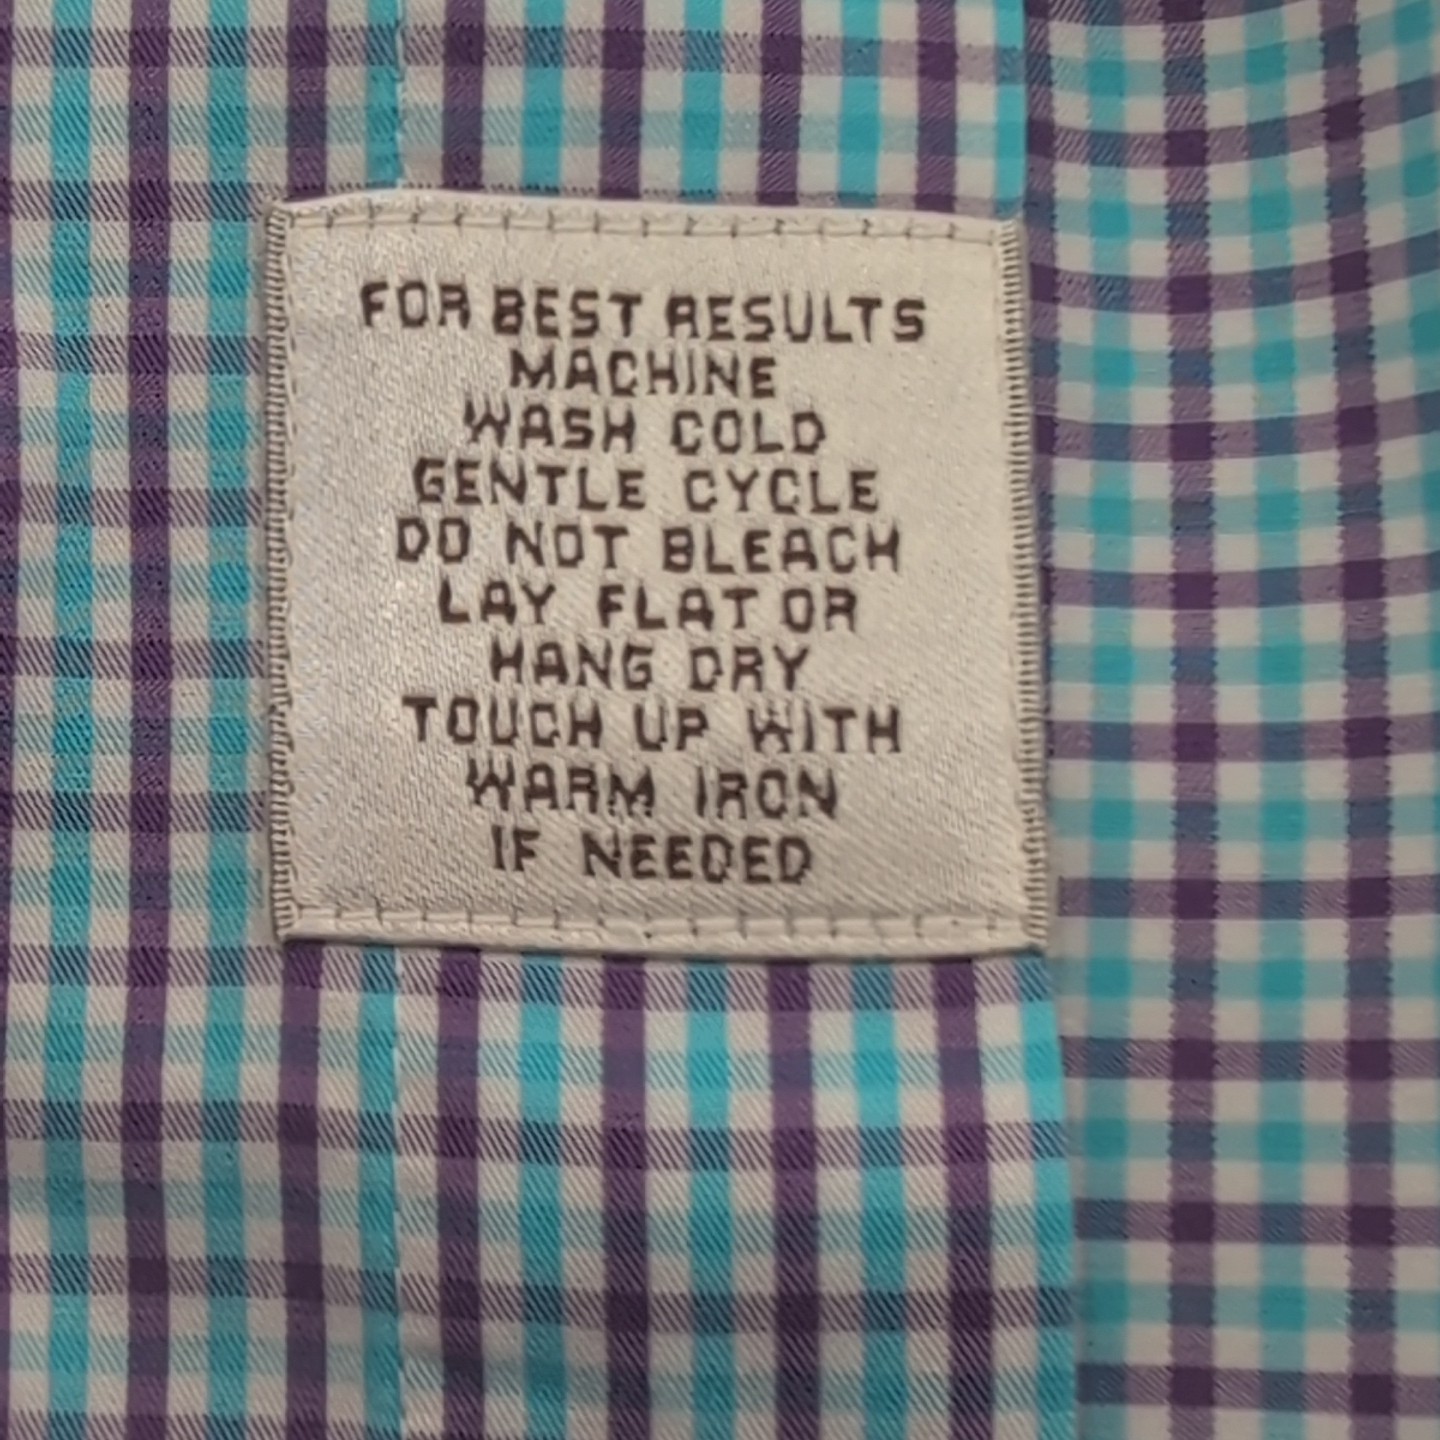 FOR BEST RESULTS
MACHINE
WASH COLD
GENTLE CYCLE
DO NOT BLEACH
LAY FLAT OR
HANG DRY
TOUCH UP WITH
WARM IRON
IF NEEDED